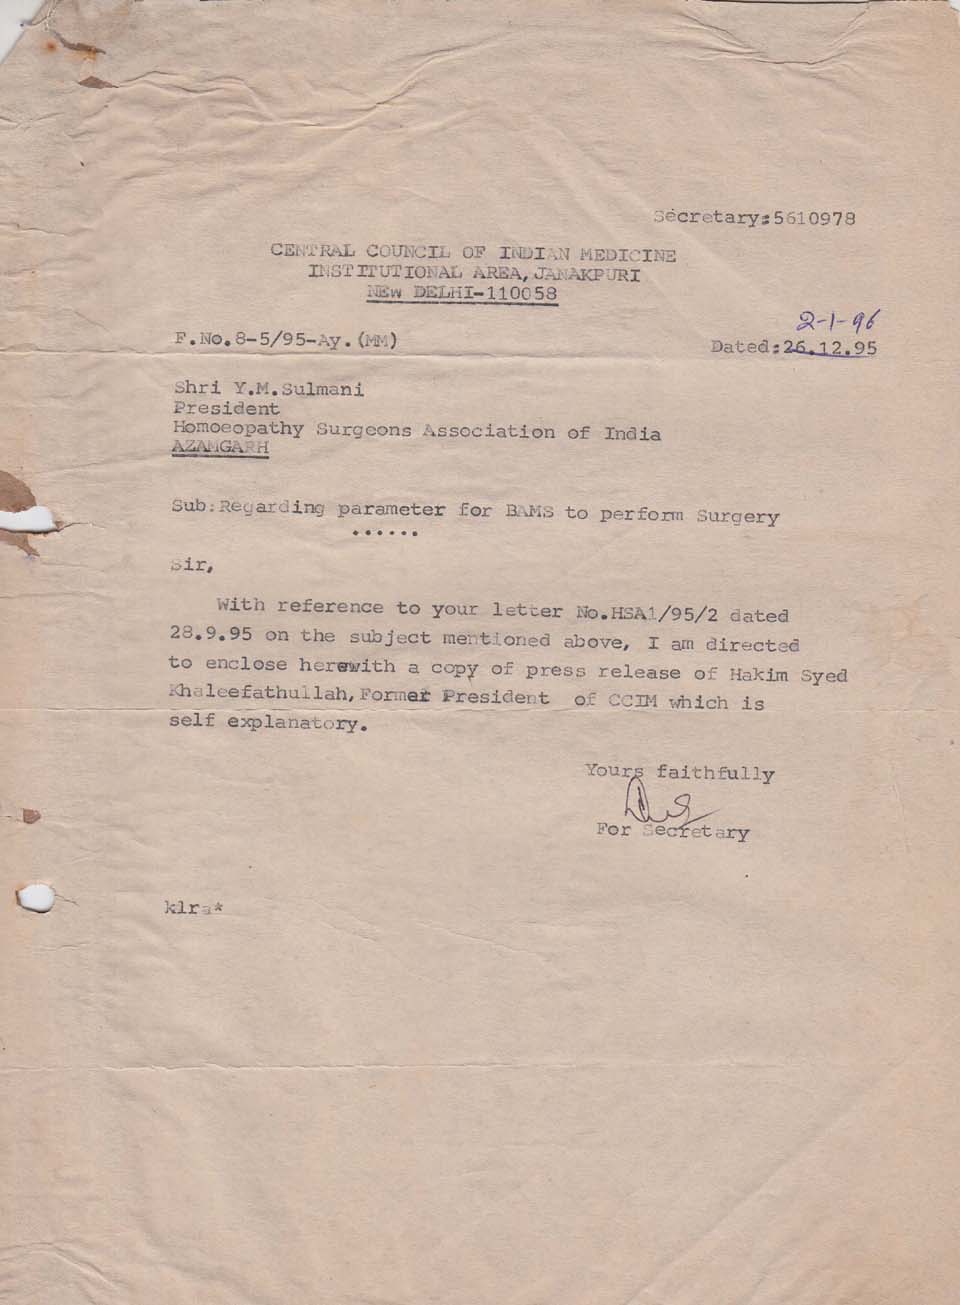 Secretary:5610978
CENTRAL COUNCIL OF INDIAN MEDICINE
INSTITUTIONAL AREA, JANAKPURI
NEW DELHI-110058
2-1-96
F.No.8-5/95-Ay.(MM) Dated:26.12.95
Shri Y.M.Sulmani
President
Homoeopathy Surgeons Association of India
AZAMGARH
Sub:Regarding parameter for BAMS to perform Surgery
......
Sir,
With reference to your letter No.HSA1/95/2 dated
28.9.95 on the subject mentioned above, I am directed
to enclose herewith a copy of press release of Hakim Syed
Khaleefathullah, Former President of CCIM which is
self explanatory.
Yours faithfully
For Secretary
klra*